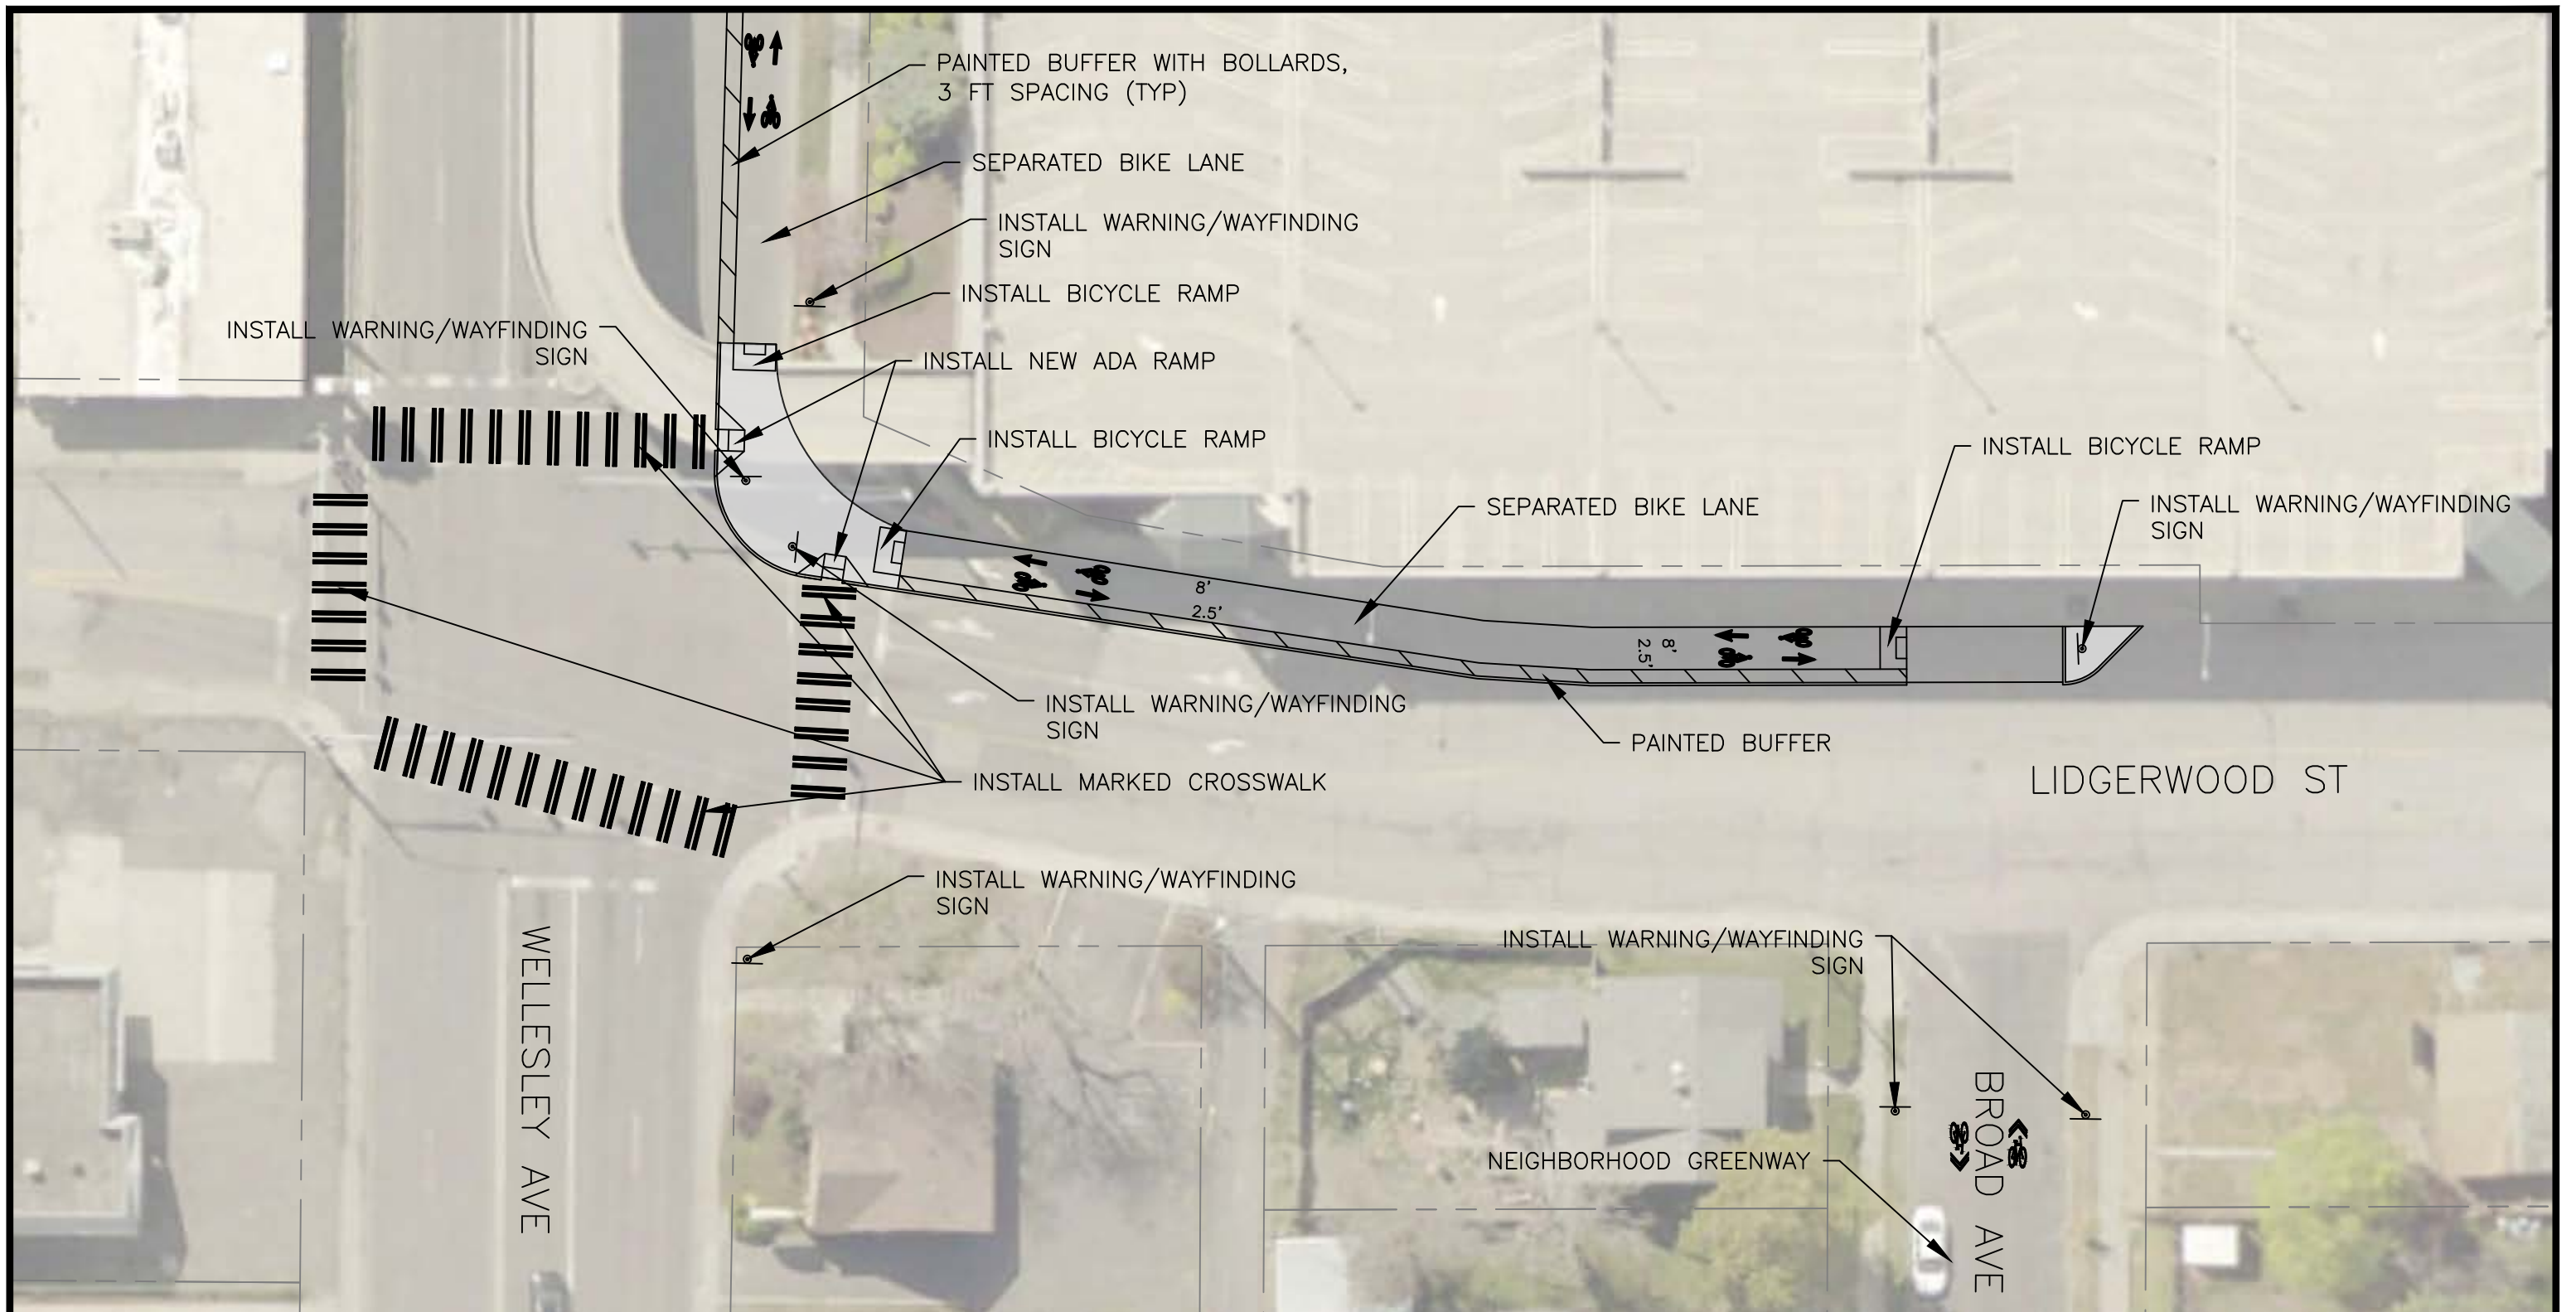 PAINTED BUFFER WITH BOLLARDS,
3 FT SPACING (TYP)
SEPARATED BIKE LANE
INSTALL WARNING/WAYFINDING
SIGN
INSTALL BICYCLE RAMP
INSTALL WARNING/WAYFINDING
SIGN
INSTALL NEW ADA RAMP
INSTALL BICYCLE RAMP
INSTALL BICYCLE RAMP
SEPARATED BIKE LANE
INSTALL WARNING/WAYFINDING
SIGN
8'
2.5'
8'
2.5'
INSTALL WARNING/WAYFINDING
SIGN
PAINTED BUFFER
INSTALL MARKED CROSSWALK
LIDGERWOOD ST
INSTALL WARNING/WAYFINDING
SIGN
INSTALL WARNING/WAYFINDING
SIGN
WELLESLEY AVE
BROAD AVE
NEIGHBORHOOD GREENWAY